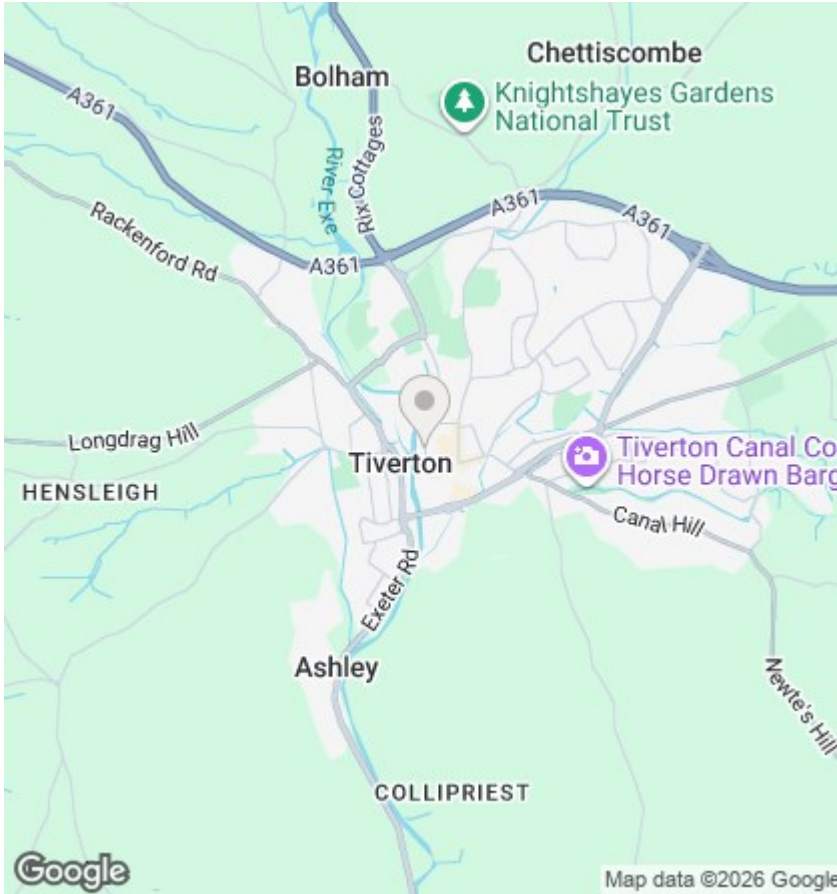 Chettiscombe
Bolham
Knightshayes Gardens
National Trust
A361
Rix Cottages
River Exe
A361
A361
Rackenford Rd
A361
Longdrag Hill
Tiverton
Tiverton Canal Co
Horse Drawn Barg
HENSLEIGH
Canal Hill
Exeter Rd
Ashley
Newte's Hill
COLLIPRIEST
Google
Map data ©2026 Google